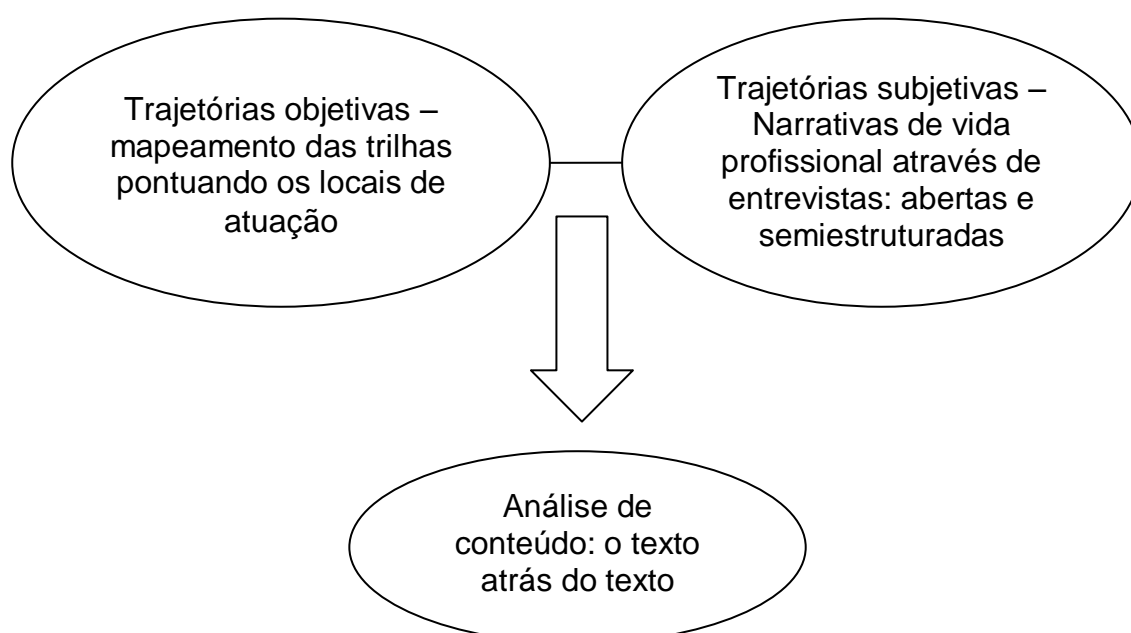 Trajetórias objetivas –
mapeamento das trilhas
pontuando os locais de
atuação
Trajetórias subjetivas –
Narrativas de vida
profissional através de
entrevistas: abertas e
semiestruturadas
Análise de
conteúdo: o texto
atrás do texto